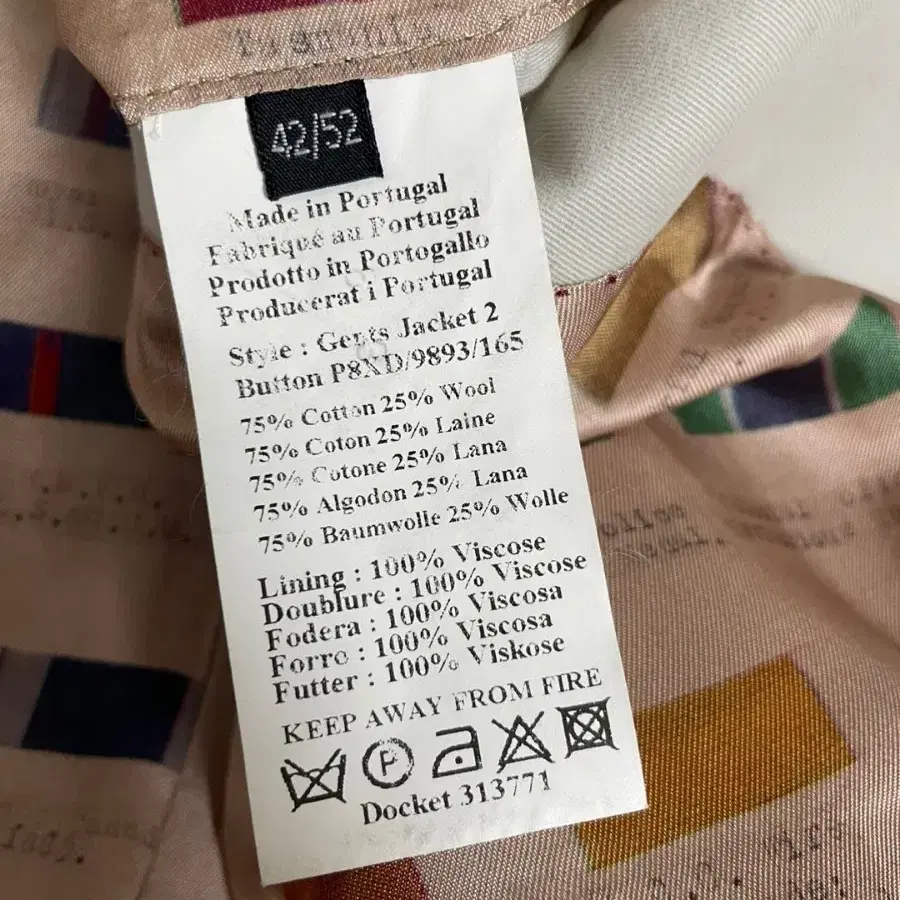 42/52
Made in Portugal
Fabriqué au Portugal
Prodotto in Portogallo
Producerat i Portugal
Style : Gents Jacket 2
Button P8XD/9893/165
75% Cotton 25% Wool
75% Coton 25% Laine
75% Cotone 25% Lana
75% Algodon 25% Lana
75% Baumwolle 25% Wolle
Lining : 100% Viscose
Doublure : 100% Viscose
Fodera : 100% Viscosa
Forro : 100% Viscosa
Futter : 100% Viskose
KEEP AWAY FROM FIRE
P
Docket 313771